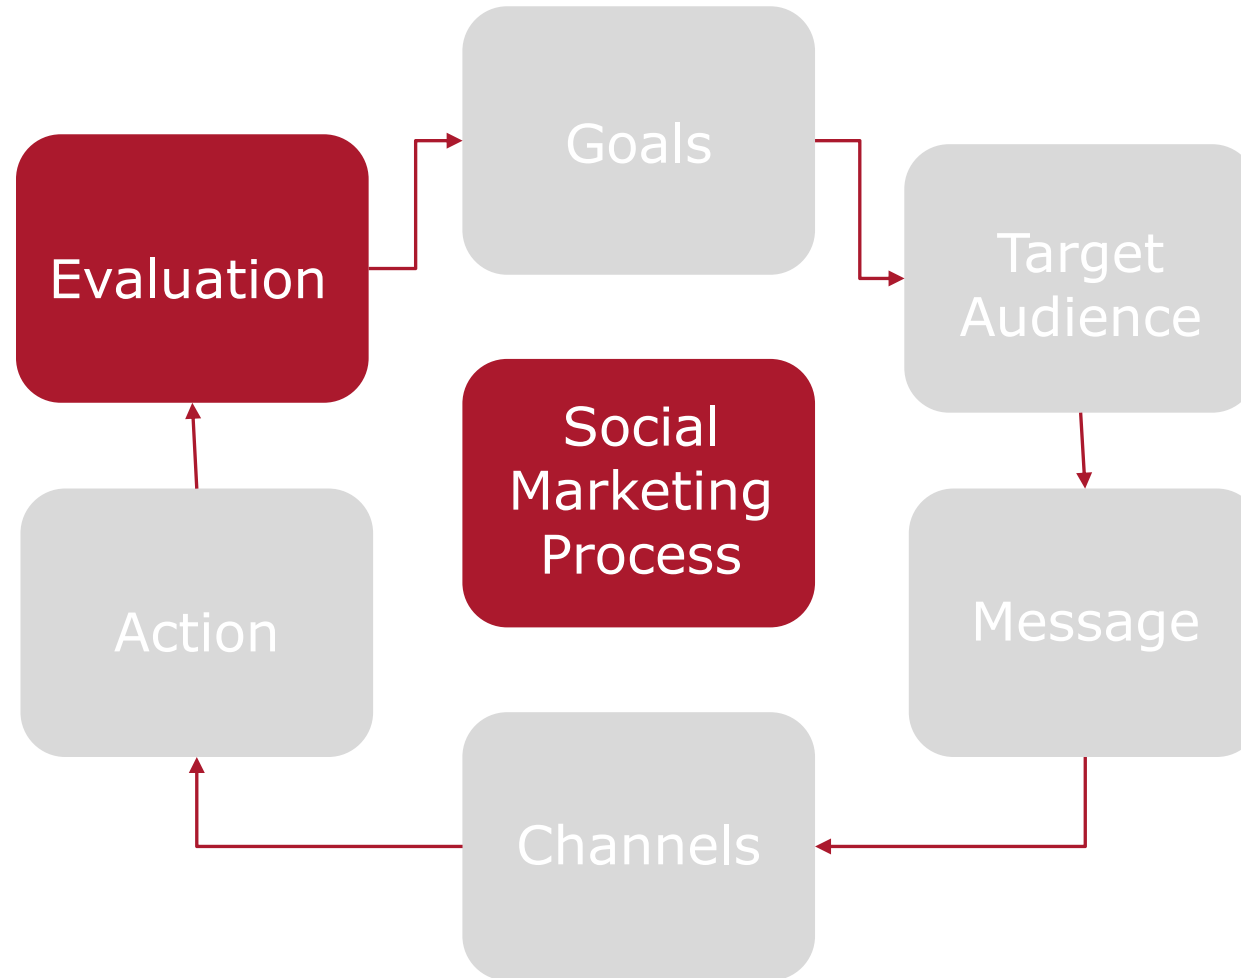 Goals
Target
Audience
Message
Channels
Action
Evaluation
Social
Marketing
Process